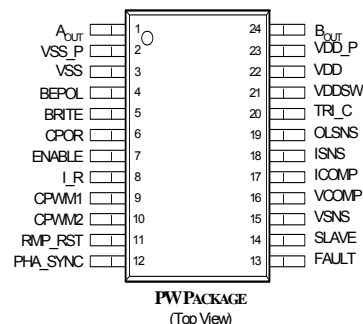 AOUT 1 24 BOUT
VSS_P 2 23 VDD_P
VSS 3 22 VDD
BEPOL 4 21 VDDSW
BRITE 5 20 TRI_C
CPOR 6 19 OLSNS
ENABLE 7 18 ISNS
I_R 8 17 ICOMP
CPWM1 9 16 VCOMP
CPWM2 10 15 VSNS
RMP_RST 11 14 SLAVE
PHA_SYNC 12 13 FAULT
PW PACKAGE
(Top View)